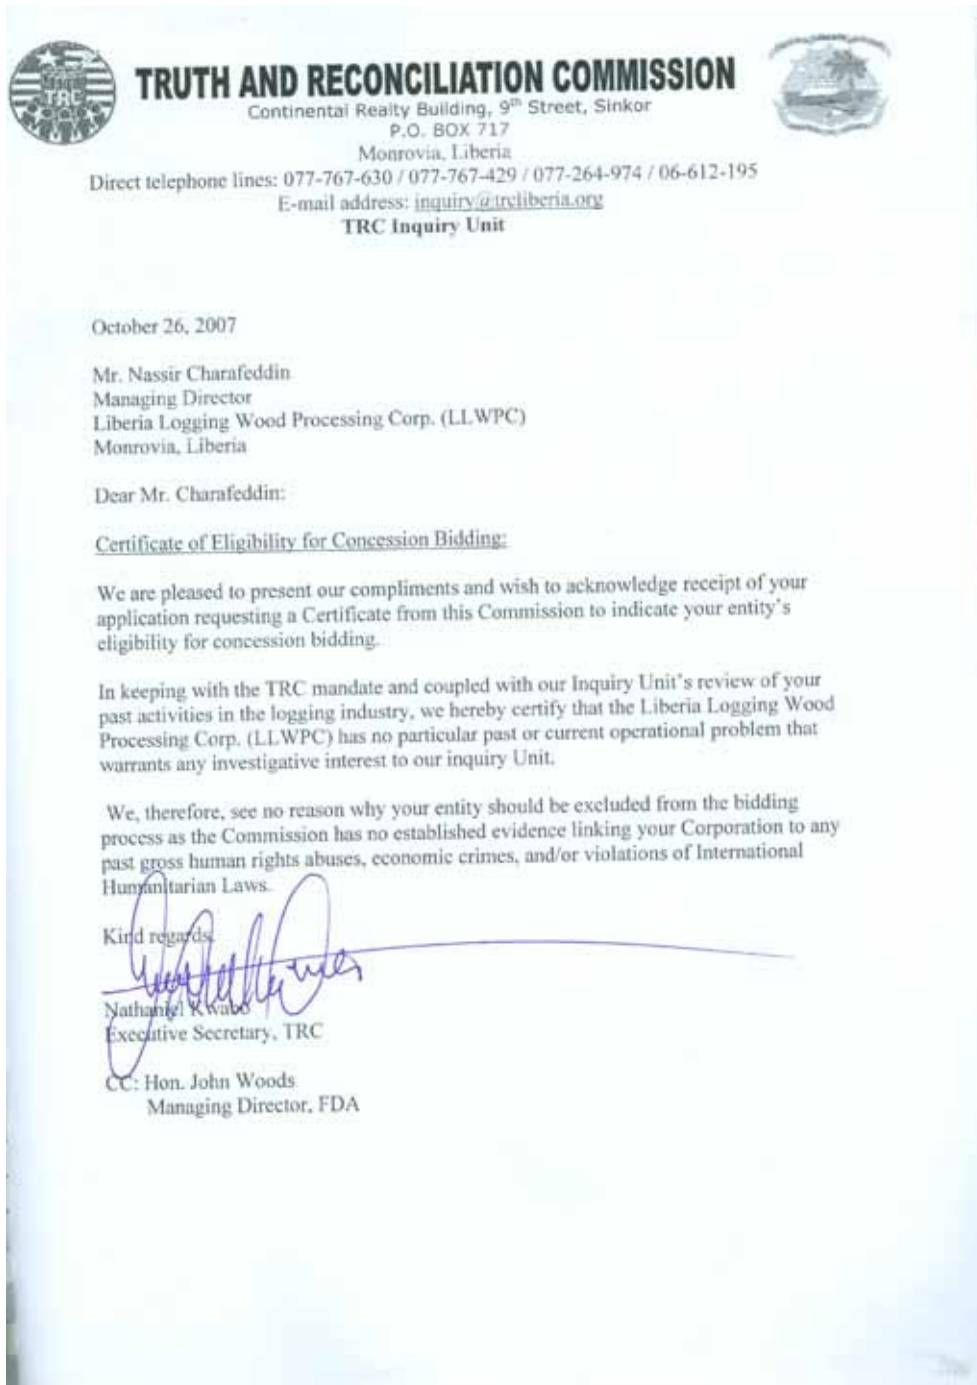 TRC
TRUTH AND RECONCILIATION COMMISSION
Continental Realty Building, 9th Street, Sinkor
P.O. BOX 717
Monrovia, Liberia
Direct telephone lines: 077-767-630 / 077-767-429 / 077-264-974 / 06-612-195
E-mail address: inquiry@trcliberia.org
TRC Inquiry Unit
October 26, 2007
Mr. Nassir Charafeddin
Managing Director
Liberia Logging Wood Processing Corp. (LLWPC)
Monrovia, Liberia
Dear Mr. Charafeddin:
Certificate of Eligibility for Concession Bidding:
We are pleased to present our compliments and wish to acknowledge receipt of your
application requesting a Certificate from this Commission to indicate your entity's
eligibility for concession bidding.
In keeping with the TRC mandate and coupled with our Inquiry Unit's review of your
past activities in the logging industry, we hereby certify that the Liberia Logging Wood
Processing Corp. (LLWPC) has no particular past or current operational problem that
warrants any investigative interest to our inquiry Unit.
We, therefore, see no reason why your entity should be excluded from the bidding
process as the Commission has no established evidence linking your Corporation to any
past gross human rights abuses, economic crimes, and/or violations of International
Humanitarian Laws.
Kind regards,
Nathaniel Kwabo
Executive Secretary, TRC
CC: Hon. John Woods
Managing Director, FDA